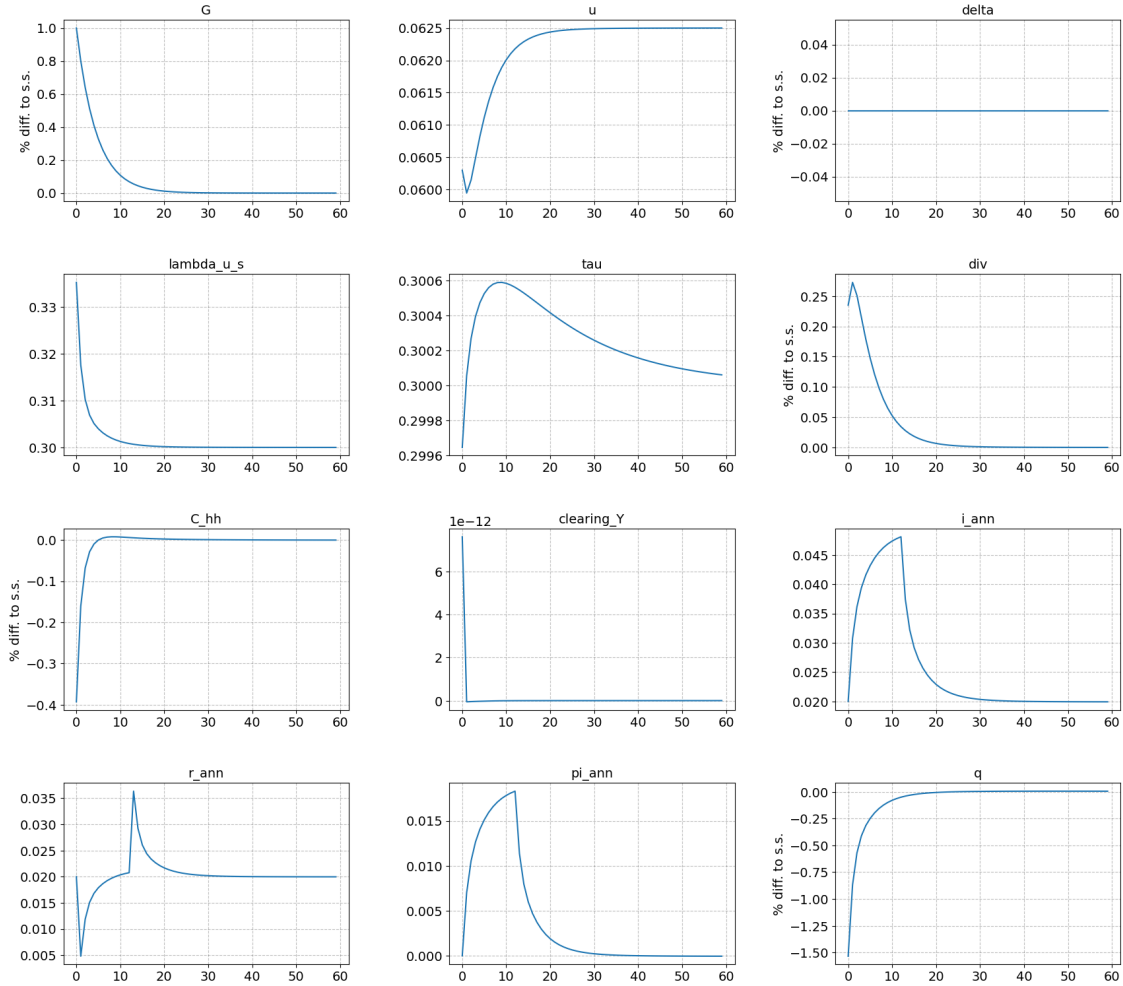 G
u
delta
% diff. to s.s.
1.0
0.8
0.6
0.4
0.2
0.0
0 10 20 30 40 50 60
0.0625
0.0620
0.0615
0.0610
0.0605
0.0600
0 10 20 30 40 50 60
% diff. to s.s.
0.04
0.02
0.00
−0.02
−0.04
0 10 20 30 40 50 60
lambda_u_s
tau
div
0.33
0.32
0.31
0.30
0 10 20 30 40 50 60
0.3006
0.3004
0.3002
0.3000
0.2998
0.2996
0 10 20 30 40 50 60
% diff. to s.s.
0.25
0.20
0.15
0.10
0.05
0.00
0 10 20 30 40 50 60
C_hh
clearing_Y
i_ann
% diff. to s.s.
0.0
−0.1
−0.2
−0.3
−0.4
0 10 20 30 40 50 60
1e−12
6
4
2
0
0 10 20 30 40 50 60
0.045
0.040
0.035
0.030
0.025
0.020
0 10 20 30 40 50 60
r_ann
pi_ann
q
0.035
0.030
0.025
0.020
0.015
0.010
0.005
0 10 20 30 40 50 60
0.015
0.010
0.005
0.000
0 10 20 30 40 50 60
% diff. to s.s.
0.00
−0.25
−0.50
−0.75
−1.00
−1.25
−1.50
0 10 20 30 40 50 60